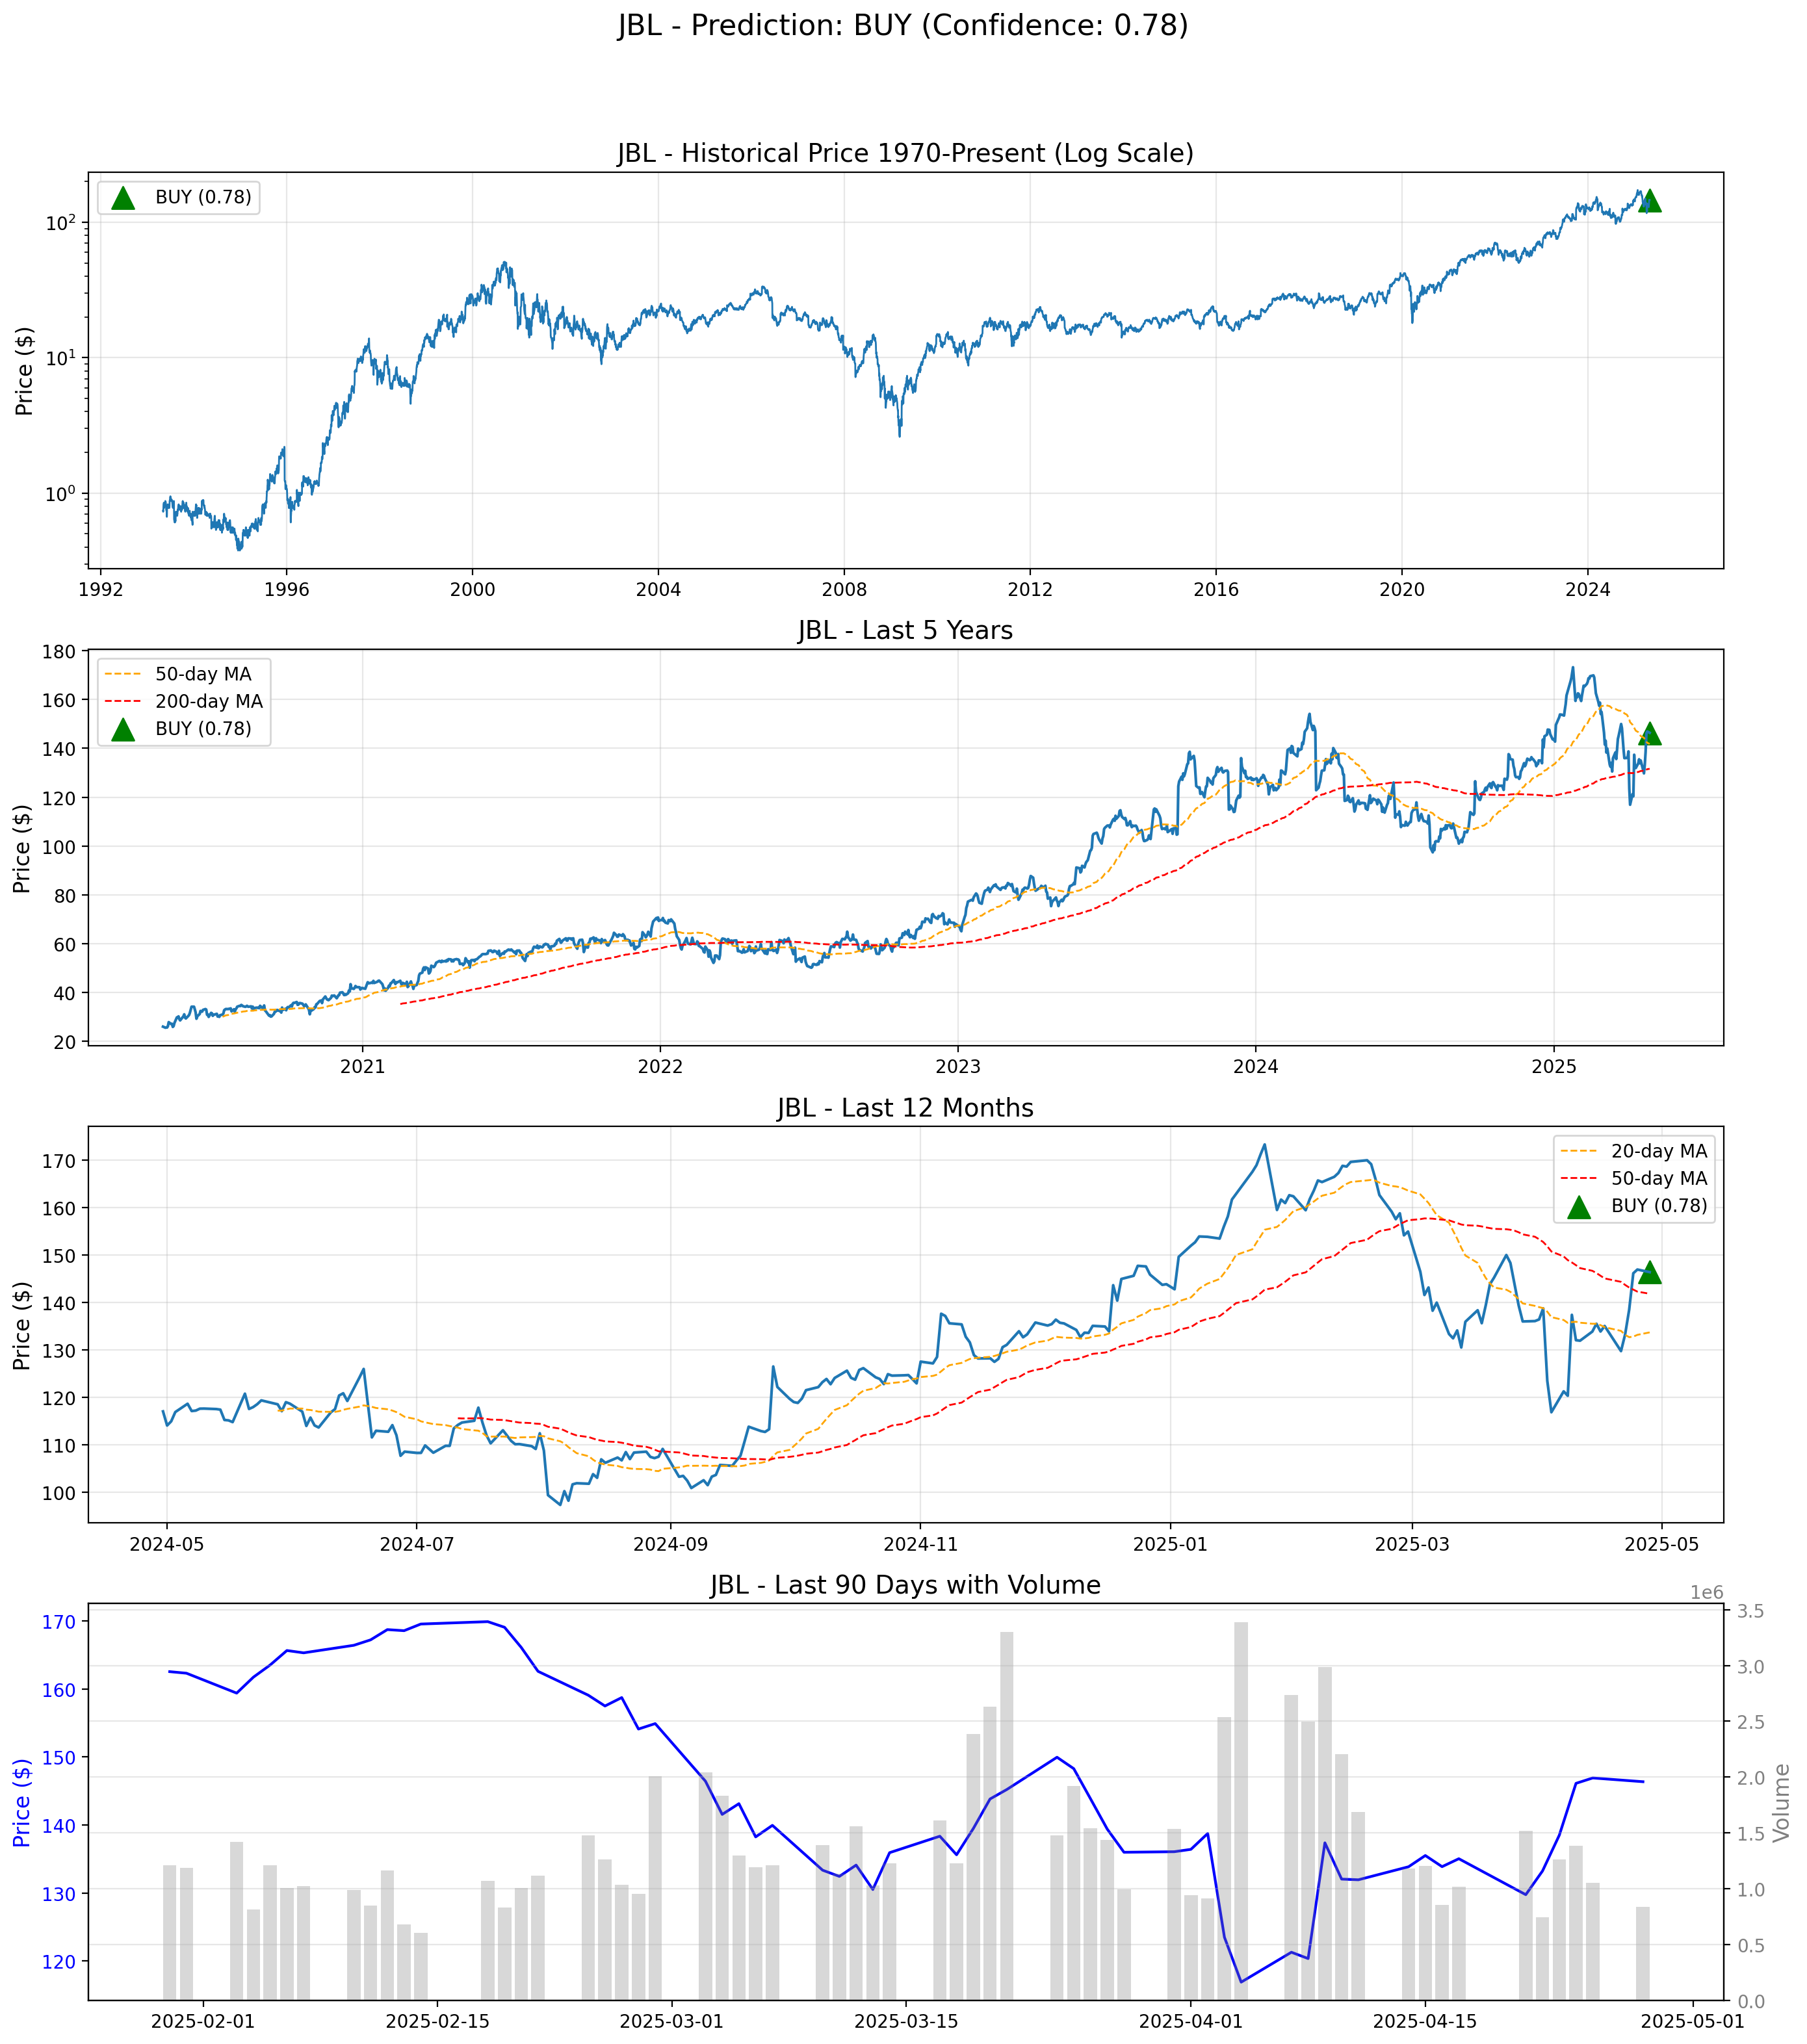 JBL - Prediction: BUY (Confidence: 0.78)
JBL - Historical Price 1970-Present (Log Scale)
BUY (0.78)
Price ($)
10²
10¹
10⁰
1992 1996 2000 2004 2008 2012 2016 2020 2024
JBL - Last 5 Years
50-day MA
200-day MA
BUY (0.78)
Price ($)
180
160
140
120
100
80
60
40
20
2021 2022 2023 2024 2025
JBL - Last 12 Months
20-day MA
50-day MA
BUY (0.78)
Price ($)
170
160
150
140
130
120
110
100
2024-05 2024-07 2024-09 2024-11 2025-01 2025-03 2025-05
JBL - Last 90 Days with Volume
1e6
Price ($)
170
160
150
140
130
120
3.5
3.0
2.5
2.0
1.5
1.0
0.5
0.0
Volume
2025-02-01 2025-02-15 2025-03-01 2025-03-15 2025-04-01 2025-04-15 2025-05-01